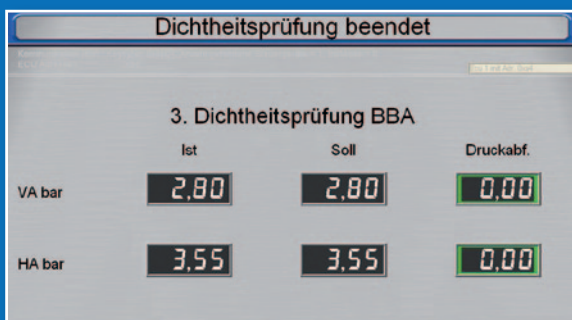 Dichtheitsprüfung beendet
3. Dichtheitsprüfung BBA
Ist Soll Druckabf.
VA bar 2,80 2,80 0,00
HA bar 3,55 3,55 0,00